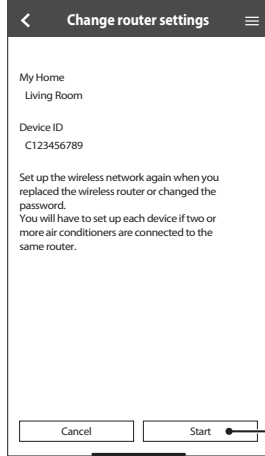 Change router settings
My Home
Living Room
Device ID
C123456789
Set up the wireless network again when you
replaced the wireless router or changed the
password.
You will have to set up each device if two or
more air conditioners are connected to the
same router.
Cancel
Start